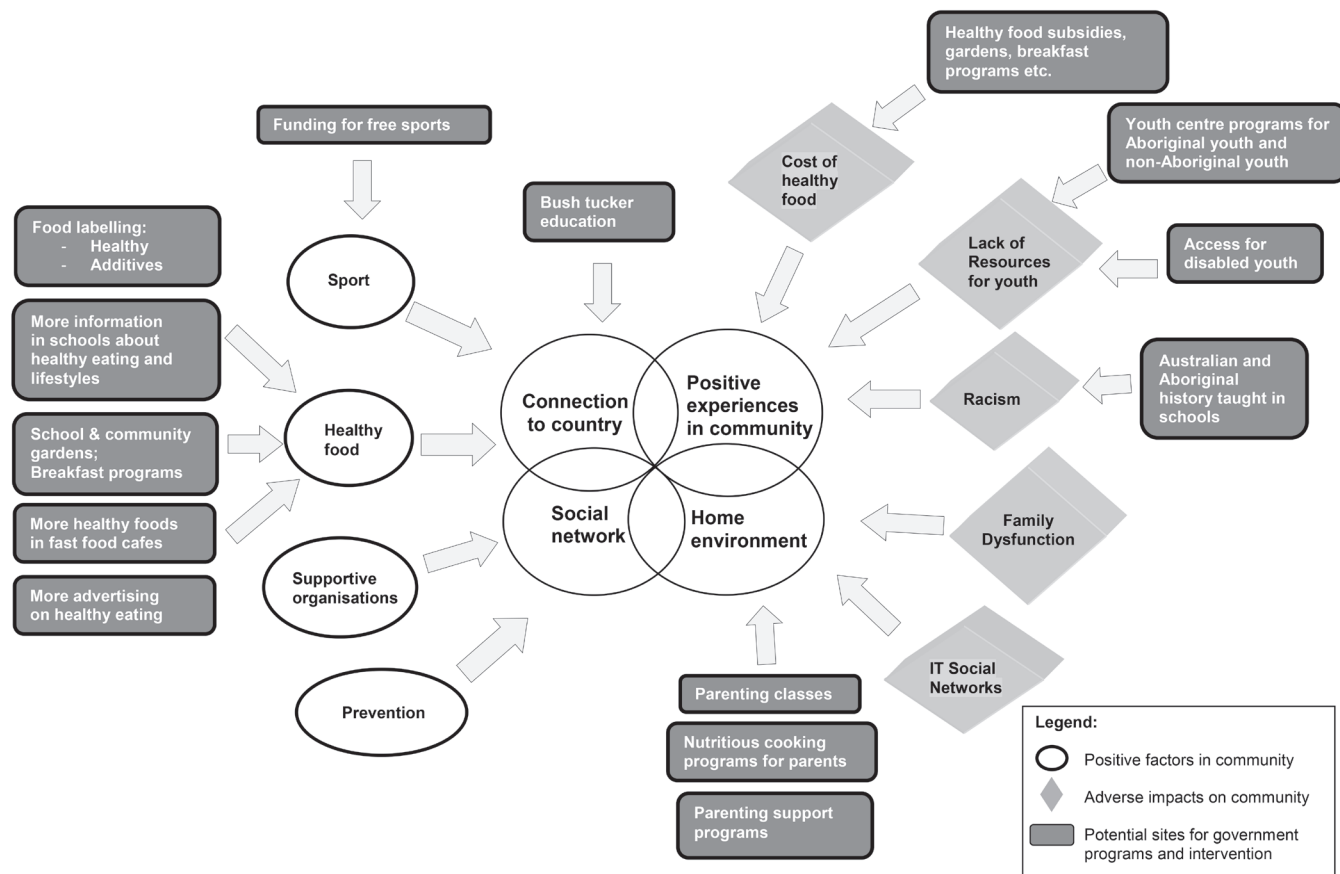 Healthy food subsidies,
gardens, breakfast
programs etc.
Funding for free sports
Youth centre programs for
Aboriginal youth and
non-Aboriginal youth
Cost of
healthy
food
Bush tucker
education
Food labelling:
- Healthy
- Additives
Sport
Lack of
Resources
for youth
Access for
disabled youth
More information
in schools about
healthy eating and
lifestyles
Connection
to country
Positive
experiences
in community
Racism
Australian and
Aboriginal
history taught in
schools
School & community
gardens;
Breakfast programs
Healthy
food
Social
network
Home
environment
Family
Dysfunction
More healthy foods
in fast food cafes
Supportive
organisations
More advertising
on healthy eating
Prevention
IT Social
Networks
Parenting classes
Nutritious cooking
programs for parents
Parenting support
programs
Legend:
Positive factors in community
Adverse impacts on community
Potential sites for government
programs and intervention